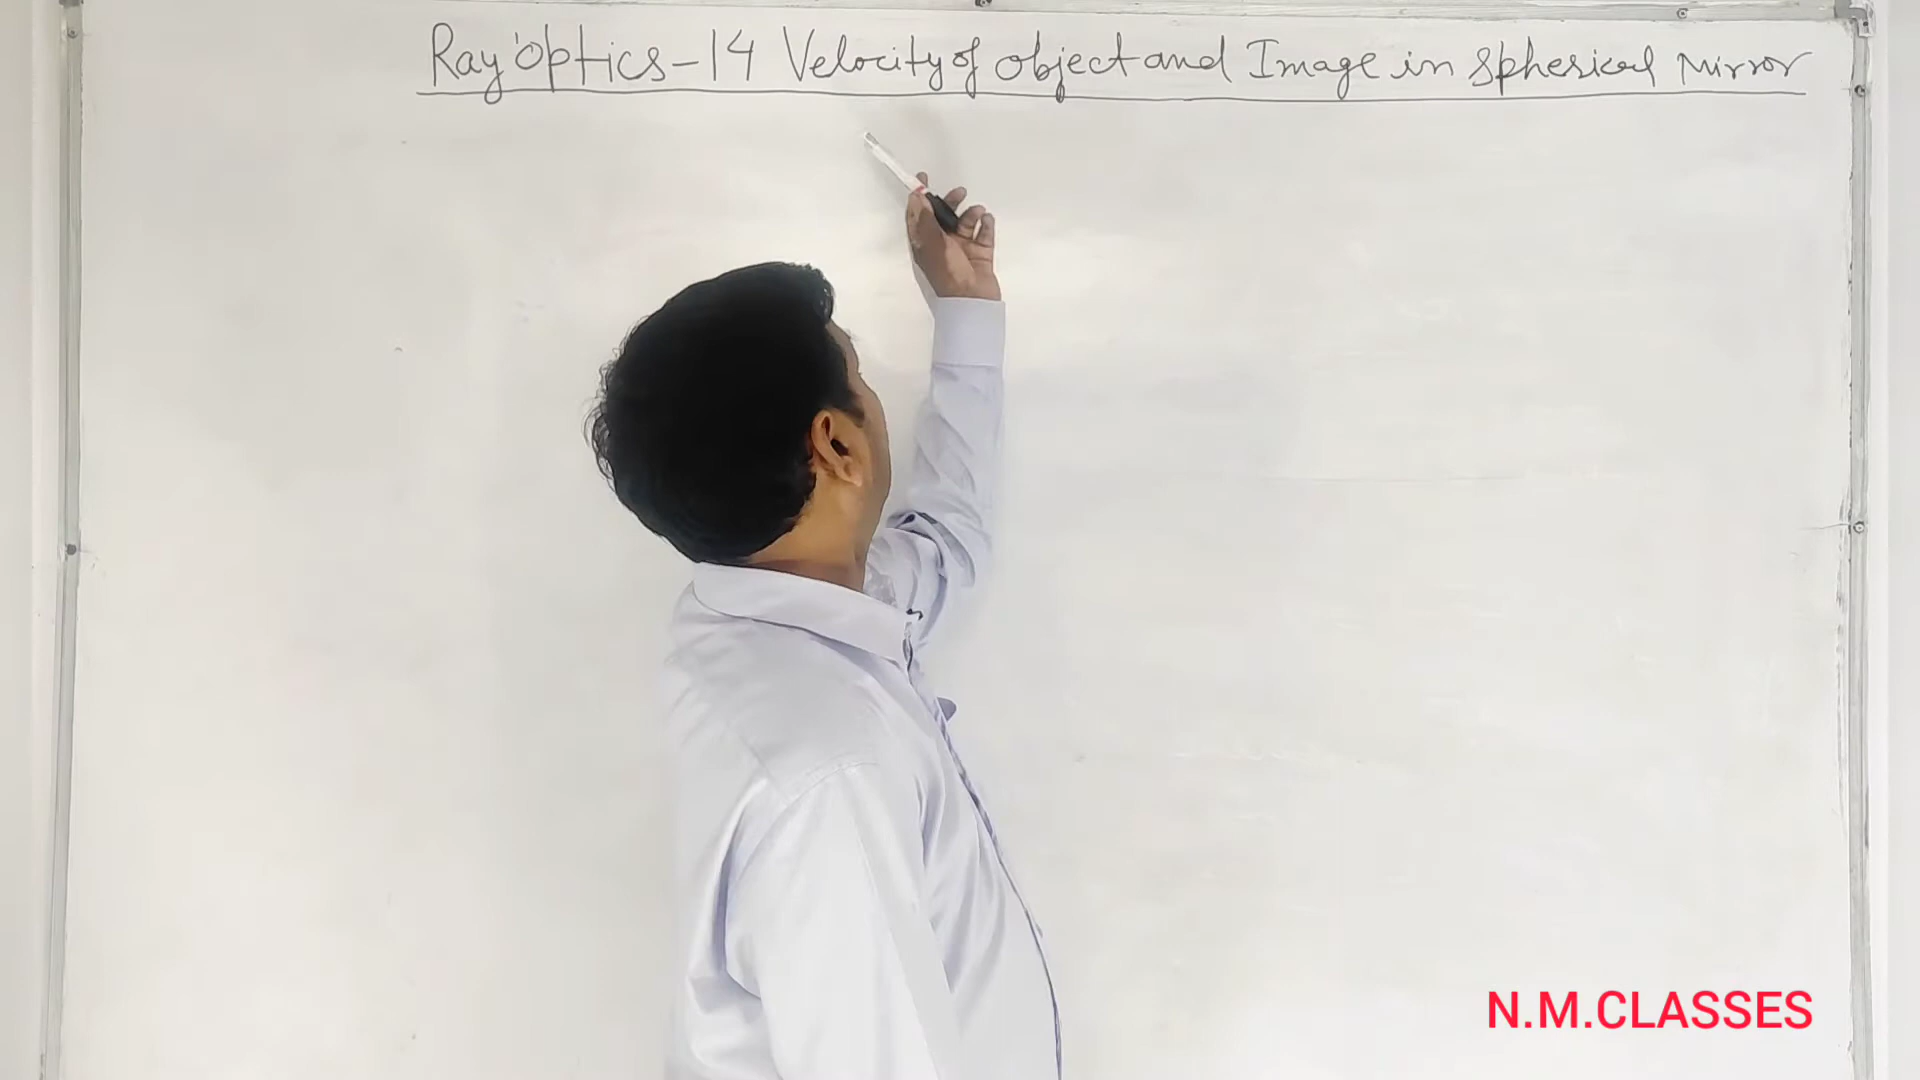 Ray Optics-14 Velocity of object and Image in Spherical Mirror
N.M.CLASSES